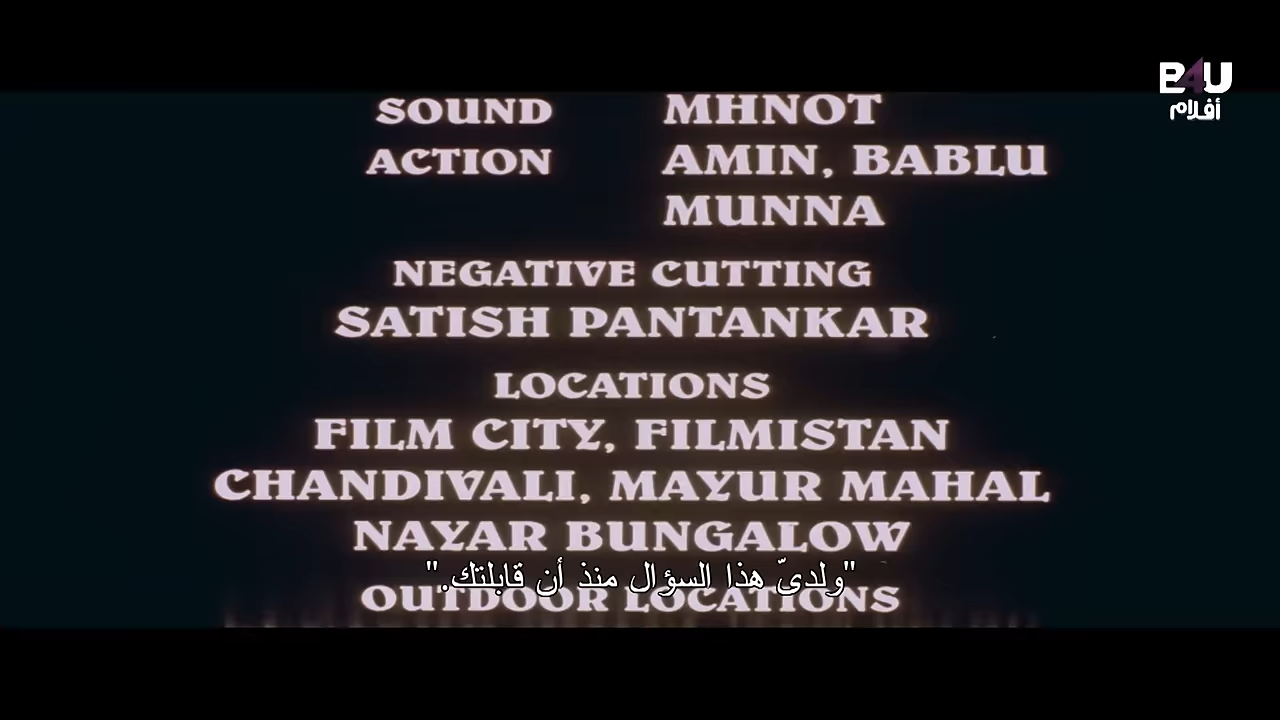 B4U
أفلام
SOUND MHNOT
ACTION AMIN, BABLU
MUNNA
NEGATIVE CUTTING
SATISH PANTANKAR
LOCATIONS
FILM CITY, FILMISTAN
CHANDIVALI, MAYUR MAHAL
NAYAR BUNGALOW
"ولدىّ هذا السؤال منذ أن قابلتك."
OUTDOOR LOCATIONS